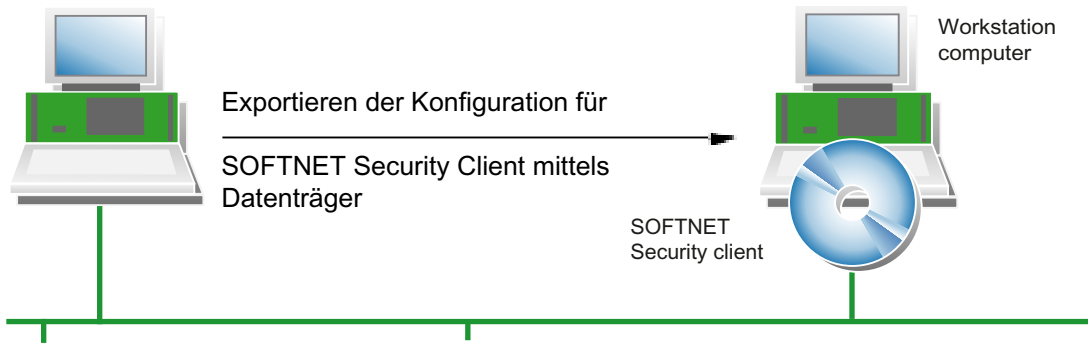 Workstation
computer
Exportieren der Konfiguration für
SOFTNET Security Client mittels
Datenträger
SOFTNET
Security client